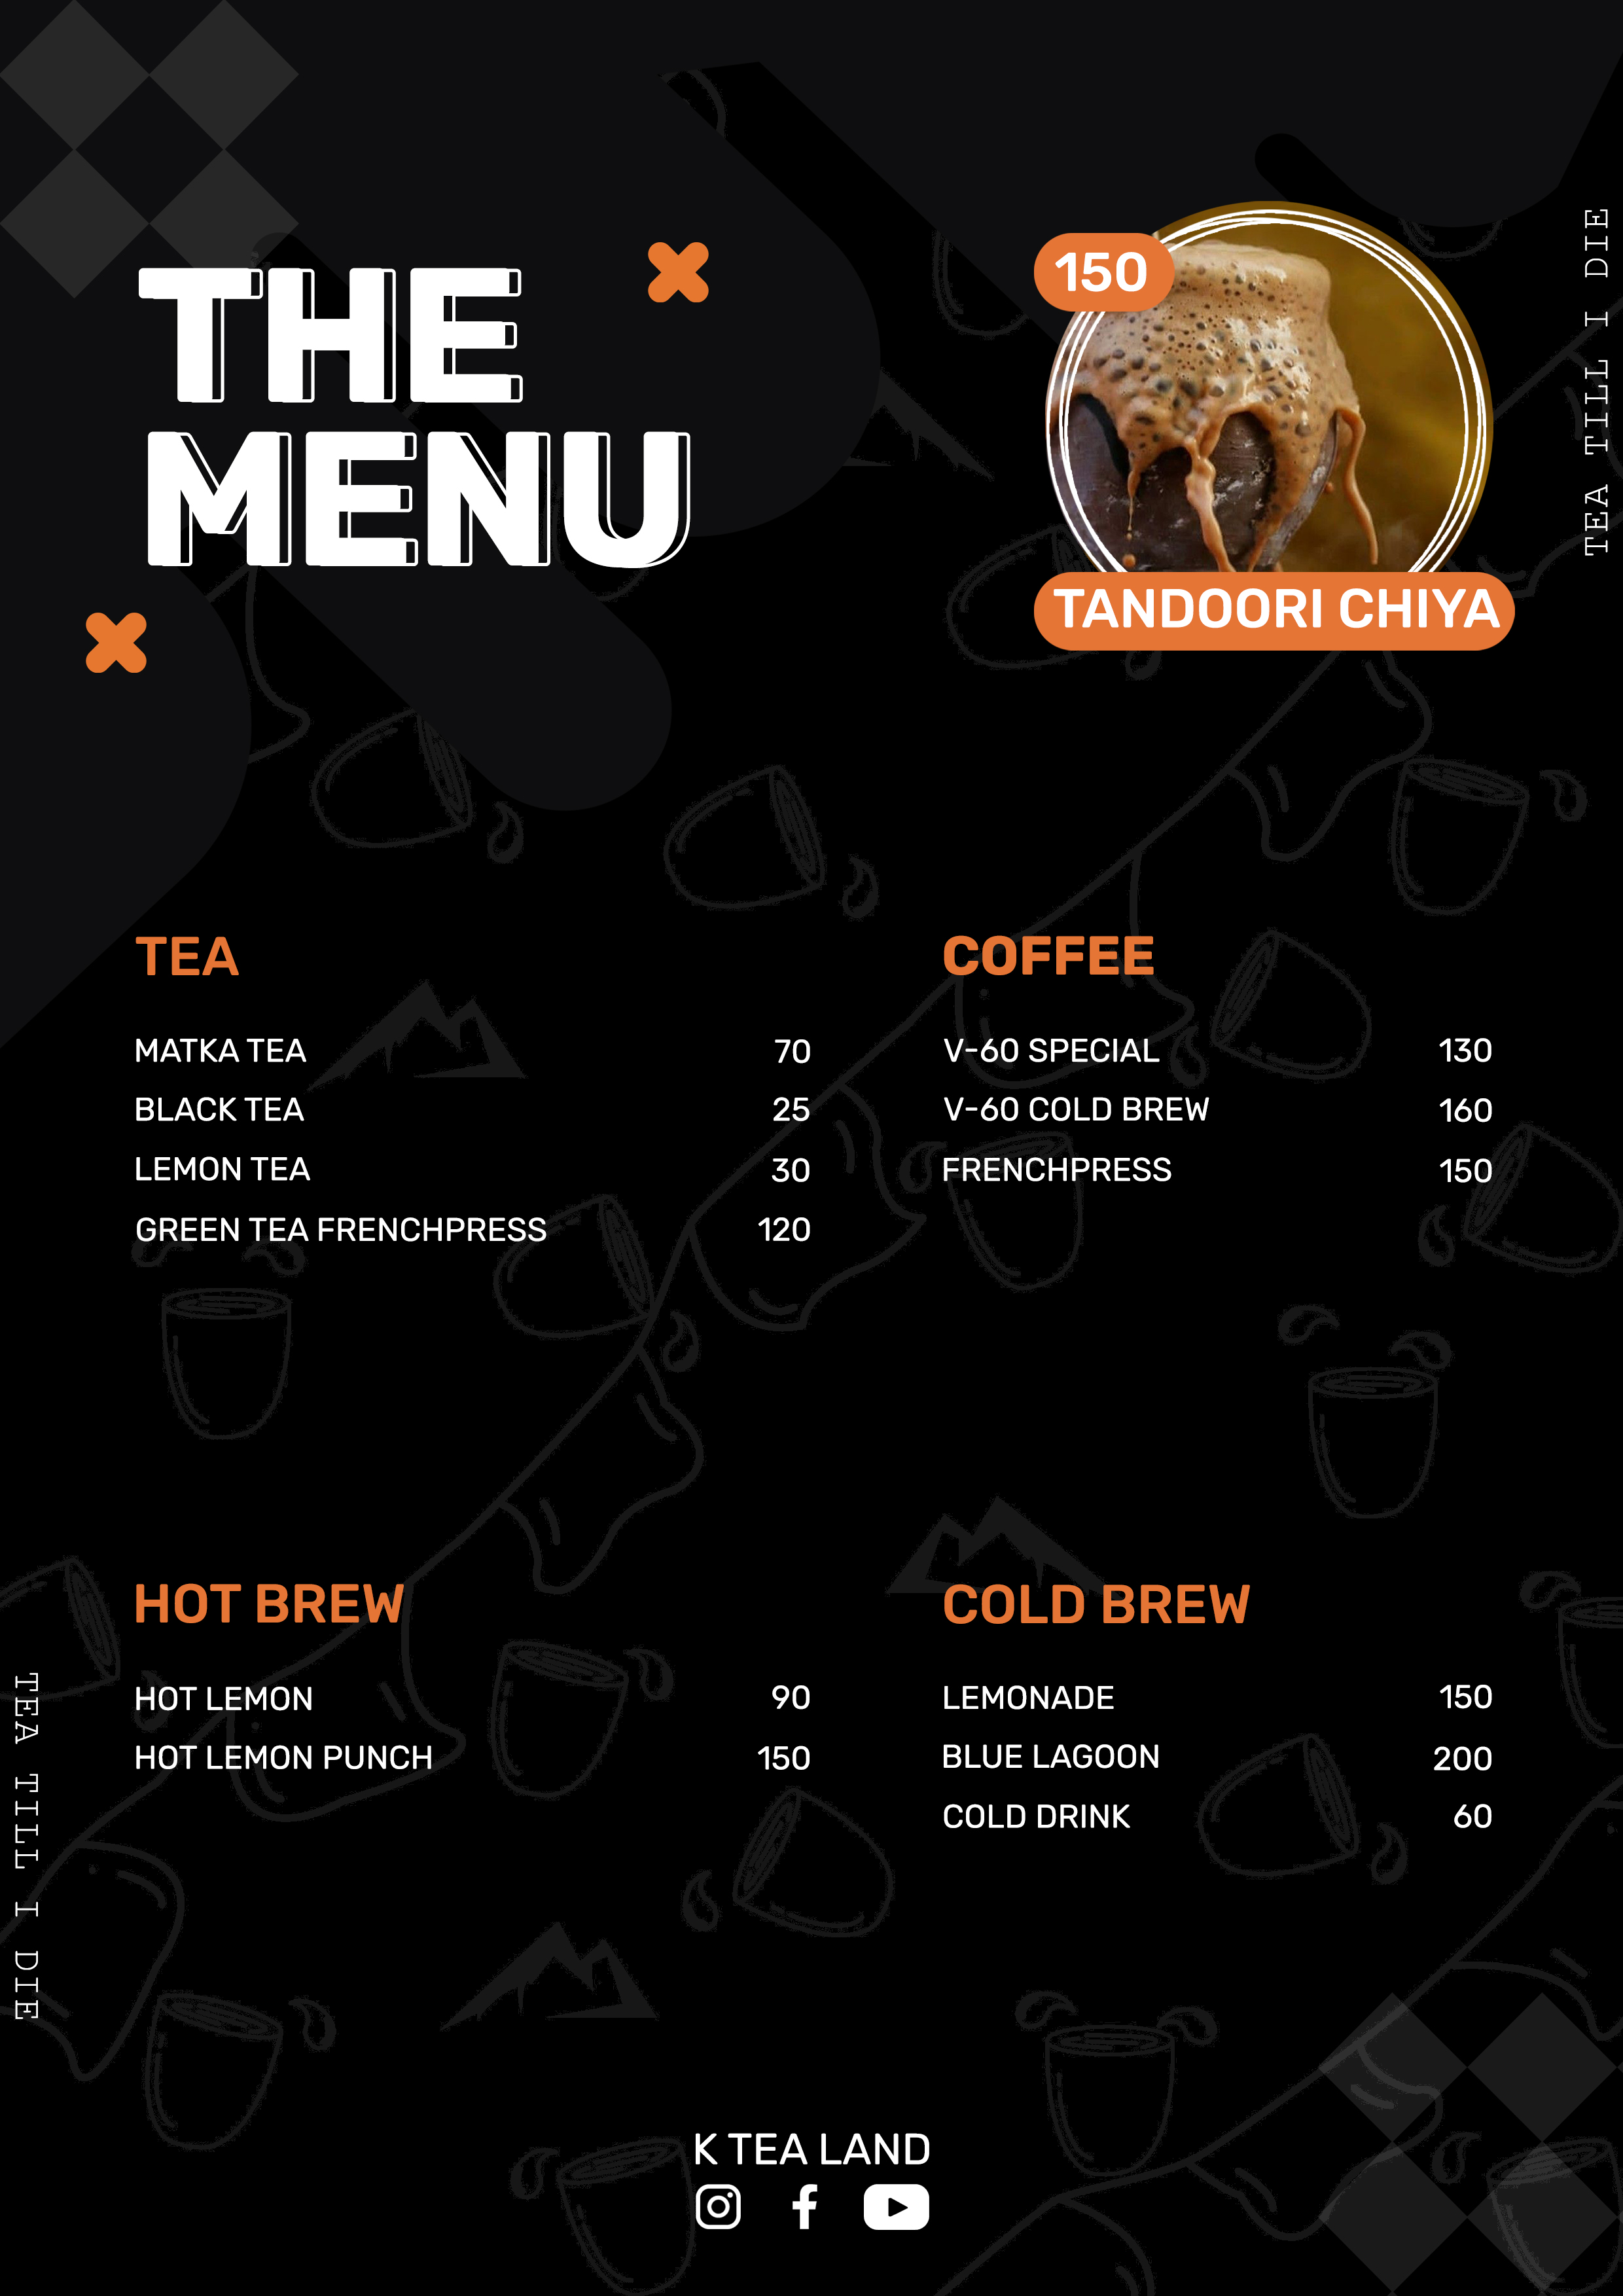 THE
MENU
150
TANDOORI CHIYA
TEA TILL I DIE
TEA
MATKA TEA 70
BLACK TEA 25
LEMON TEA 30
GREEN TEA FRENCHPRESS 120
COFFEE
V-60 SPECIAL 130
V-60 COLD BREW 160
FRENCHPRESS 150
HOT BREW
HOT LEMON 90
HOT LEMON PUNCH 150
COLD BREW
LEMONADE 150
BLUE LAGOON 200
COLD DRINK 60
TEA TILL I DIE
K TEA LAND